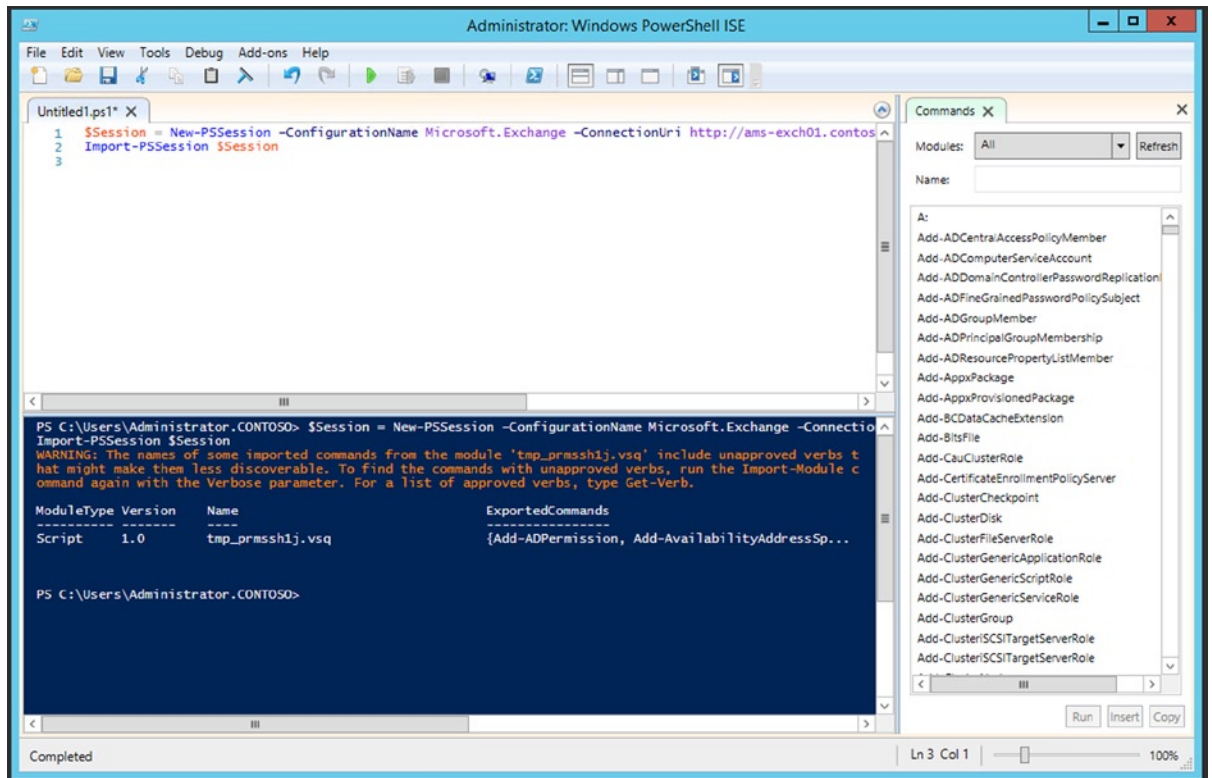 Administrator: Windows PowerShell ISE
File Edit View Tools Debug Add-ons Help
Untitled1.ps1* X
1 $Session = New-PSSession -ConfigurationName Microsoft.Exchange -ConnectionUri http://ams-exch01.contos
2 Import-PSSession $Session
3
PS C:\Users\Administrator.CONTOSO> $Session = New-PSSession -ConfigurationName Microsoft.Exchange -Connectio
Import-PSSession $Session
WARNING: The names of some imported commands from the module 'tmp_prmssh1j.vsq' include unapproved verbs t
hat might make them less discoverable. To find the commands with unapproved verbs, run the Import-Module c
ommand again with the Verbose parameter. For a list of approved verbs, type Get-Verb.
ModuleType Version Name ExportedCommands
---------- ------- ---- ----------------
Script 1.0 tmp_prmssh1j.vsq {Add-ADPermission, Add-AvailabilityAddressSp...
PS C:\Users\Administrator.CONTOSO>
Commands X
Modules: All Refresh
Name:
A:
Add-ADCentralAccessPolicyMember
Add-ADComputerServiceAccount
Add-ADDomainControllerPasswordReplication
Add-ADFineGrainedPasswordPolicySubject
Add-ADGroupMember
Add-ADPrincipalGroupMembership
Add-ADResourcePropertyListMember
Add-AppxPackage
Add-AppxProvisionedPackage
Add-BCDataCacheExtension
Add-BitsFile
Add-CauClusterRole
Add-CertificateEnrollmentPolicyServer
Add-ClusterCheckpoint
Add-ClusterDisk
Add-ClusterFileServerRole
Add-ClusterGenericApplicationRole
Add-ClusterGenericScriptRole
Add-ClusterGenericServiceRole
Add-ClusterGroup
Add-ClusteriSCSITargetServerRole
Add-ClusteriSCSITargetServerRole
Run Insert Copy
Completed
Ln 3 Col 1
100%